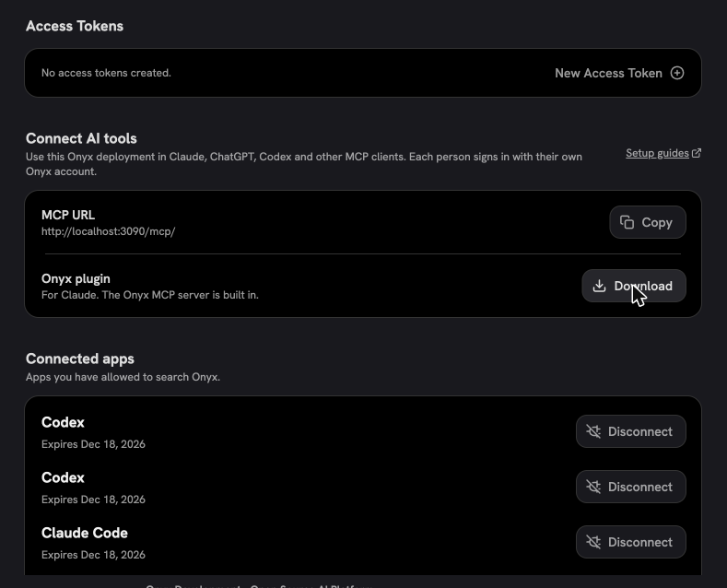 Access Tokens
No access tokens created.
New Access Token
Connect AI tools
Use this Onyx deployment in Claude, ChatGPT, Codex and other MCP clients. Each person signs in with their own
Onyx account.
Setup guides
MCP URL
http://localhost:3090/mcp/
Copy
Onyx plugin
For Claude. The Onyx MCP server is built in.
Download
Connected apps
Apps you have allowed to search Onyx.
Codex
Expires Dec 18, 2026
Disconnect
Codex
Expires Dec 18, 2026
Disconnect
Claude Code
Expires Dec 18, 2026
Disconnect